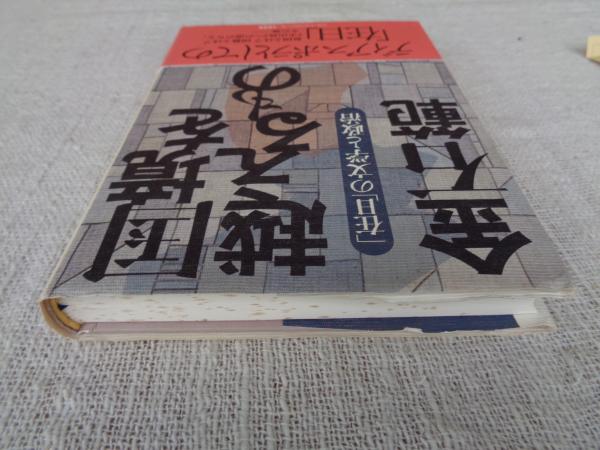 国境を
越えるもの
「在日」の文学と政治
金石範
ディアスポラとしての
「在日」